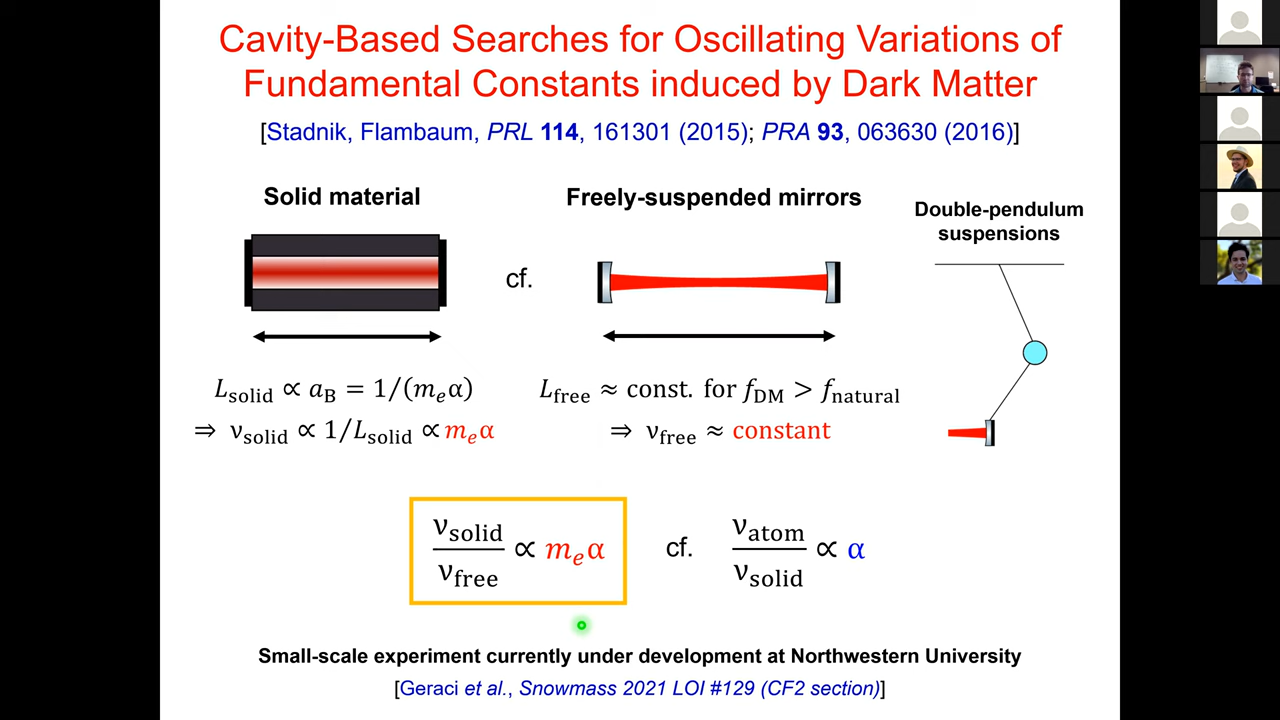 Cavity-Based Searches for Oscillating Variations of
Fundamental Constants induced by Dark Matter
[Stadnik, Flambaum, PRL 114, 161301 (2015); PRA 93, 063630 (2016)]
Solid material
Freely-suspended mirrors
Double-pendulum
suspensions
cf.
L_solid ∝ a_B = 1/(m_e α)
⇒ ν_solid ∝ 1/L_solid ∝ m_e α
L_free ≈ const. for f_DM > f_natural
⇒ ν_free ≈ constant
ν_solid/ν_free ∝ m_e α
cf.
ν_atom/ν_solid ∝ α
Small-scale experiment currently under development at Northwestern University
[Geraci et al., Snowmass 2021 LOI #129 (CF2 section)]